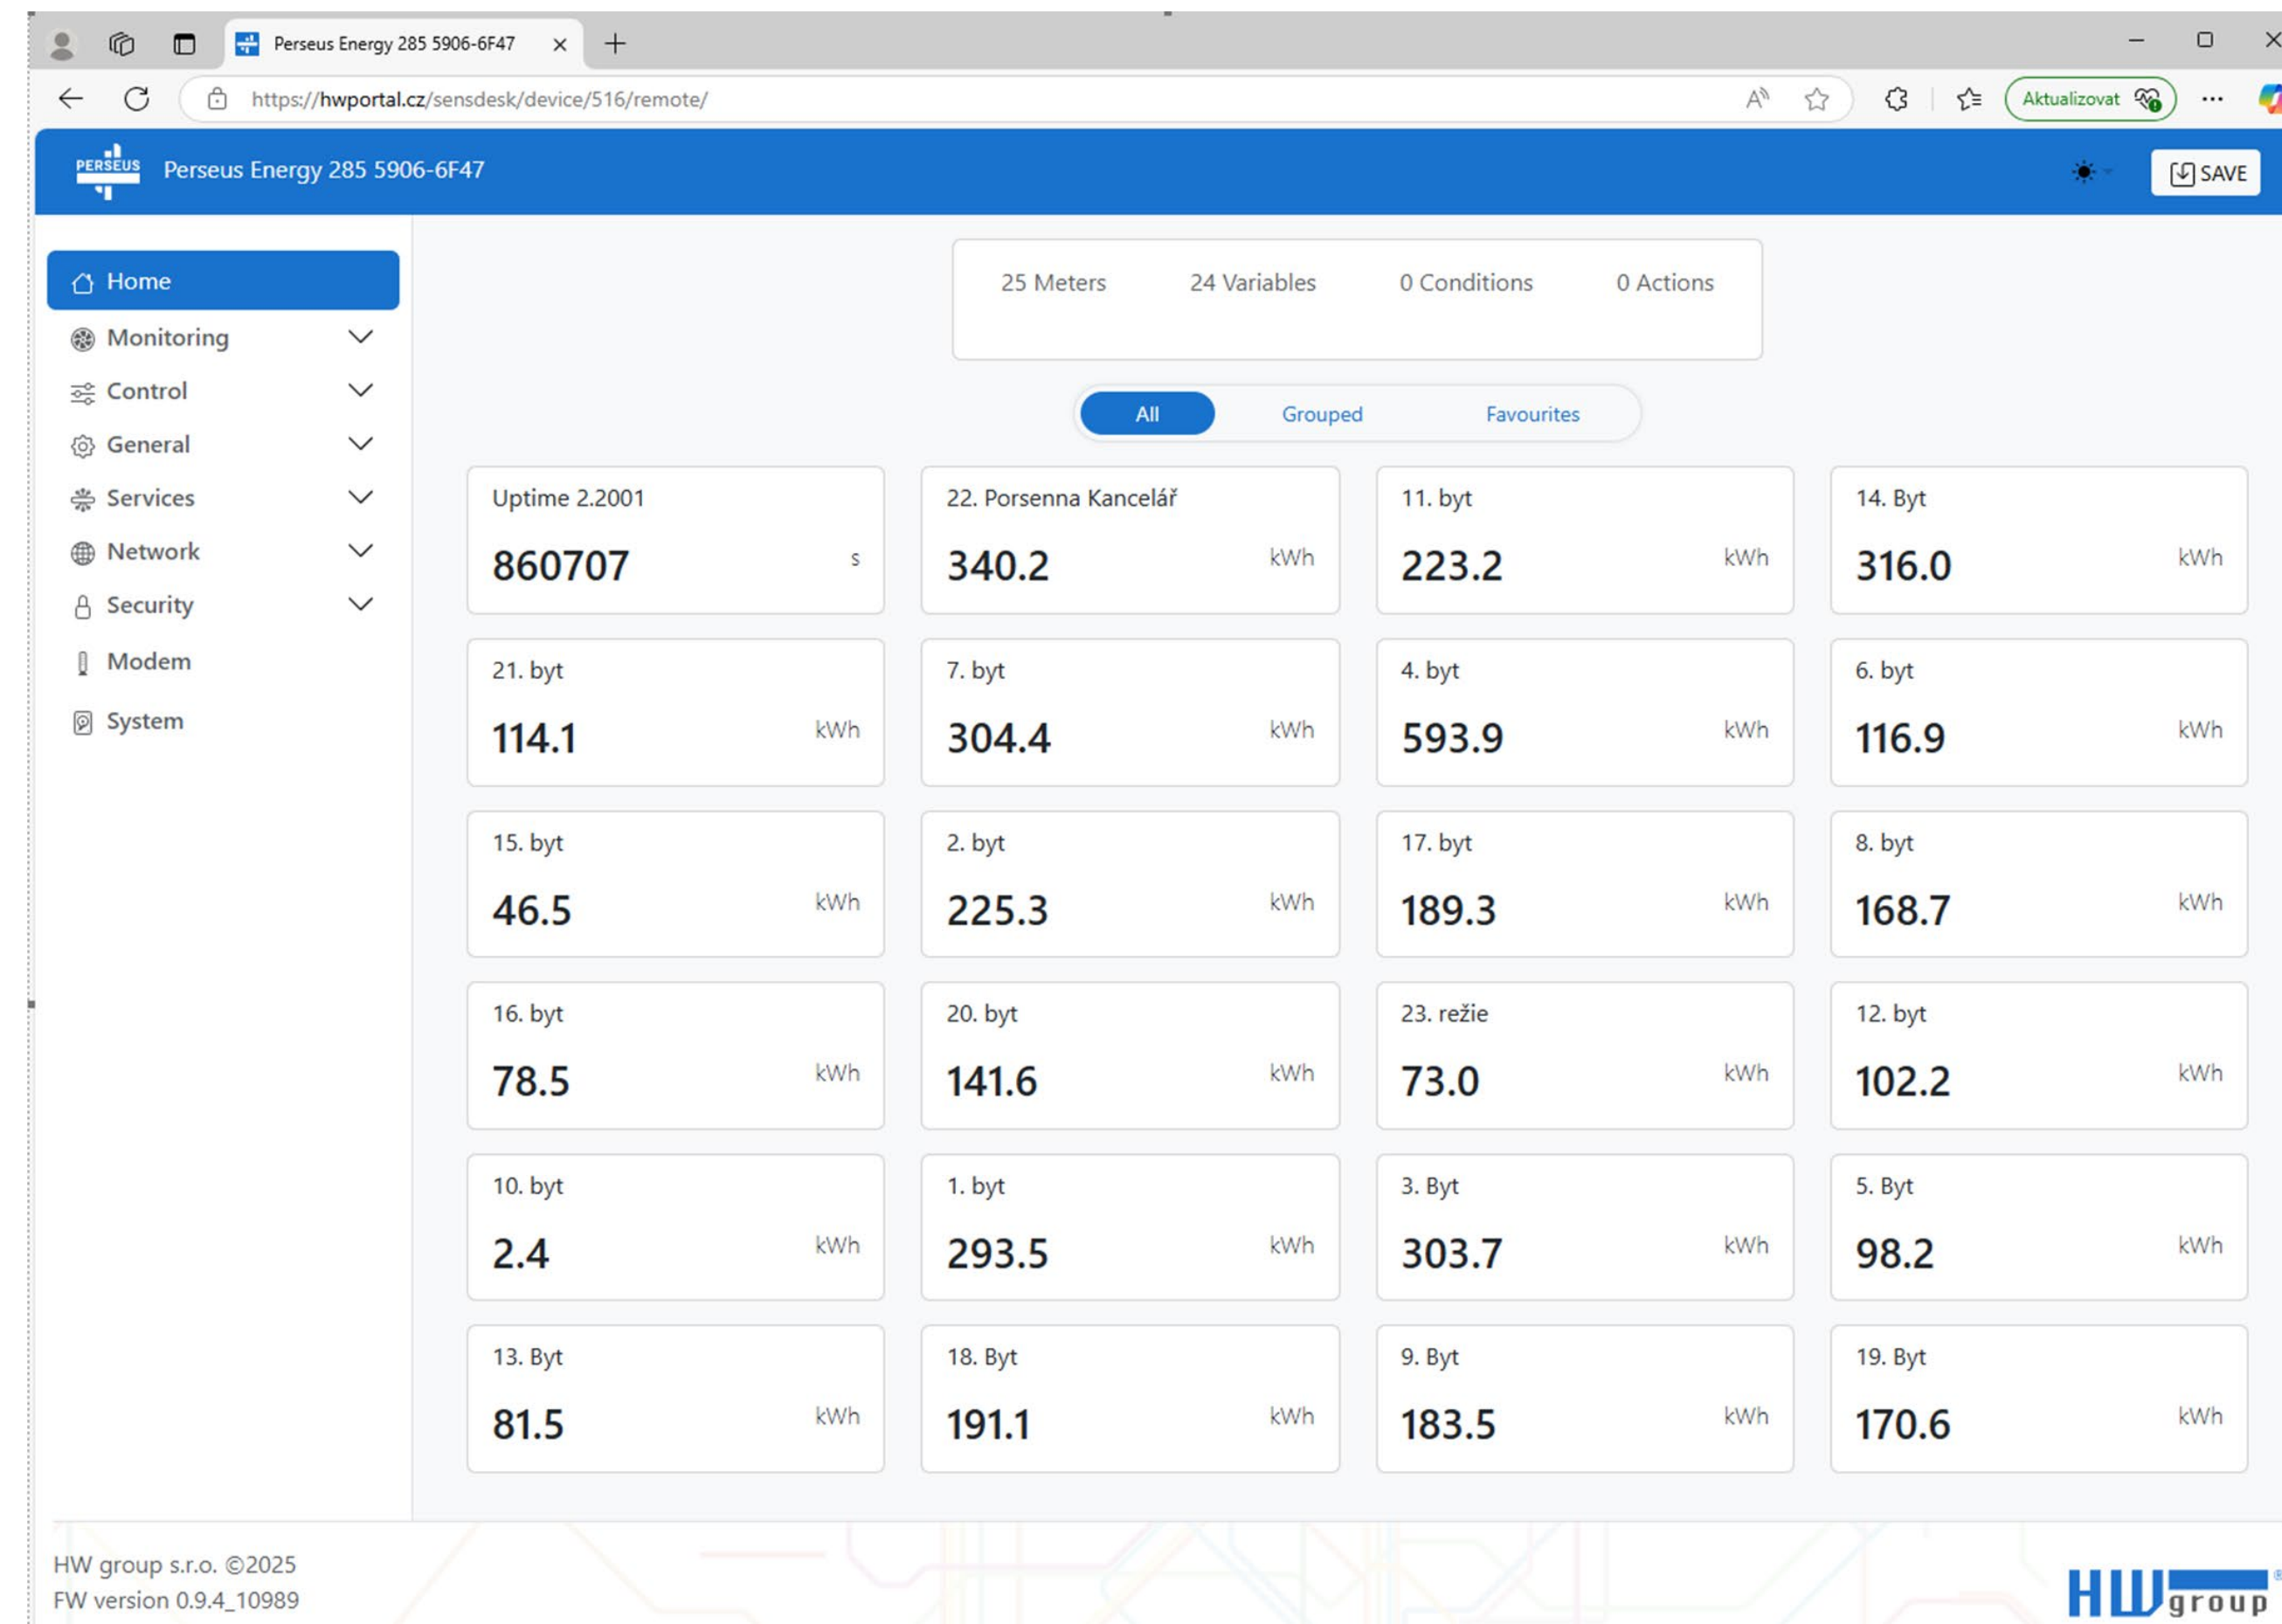 Perseus Energy 285 5906-6F47
https://hwportal.cz/sensdesk/device/516/remote/
Aktualizovat
PERSEUS
Perseus Energy 285 5906-6F47
SAVE
Home
Monitoring
Control
General
Services
Network
Security
Modem
System
25 Meters 24 Variables 0 Conditions 0 Actions
All Grouped Favourites
Uptime 2.2001
860707 s
22. Porsenna Kancelář
340.2 kWh
11. byt
223.2 kWh
14. Byt
316.0 kWh
21. byt
114.1 kWh
7. byt
304.4 kWh
4. byt
593.9 kWh
6. byt
116.9 kWh
15. byt
46.5 kWh
2. byt
225.3 kWh
17. byt
189.3 kWh
8. byt
168.7 kWh
16. byt
78.5 kWh
20. byt
141.6 kWh
23. režie
73.0 kWh
12. byt
102.2 kWh
10. byt
2.4 kWh
1. byt
293.5 kWh
3. Byt
303.7 kWh
5. Byt
98.2 kWh
13. Byt
81.5 kWh
18. Byt
191.1 kWh
9. Byt
183.5 kWh
19. Byt
170.6 kWh
HW group s.r.o. ©2025
FW version 0.9.4_10989
HW group